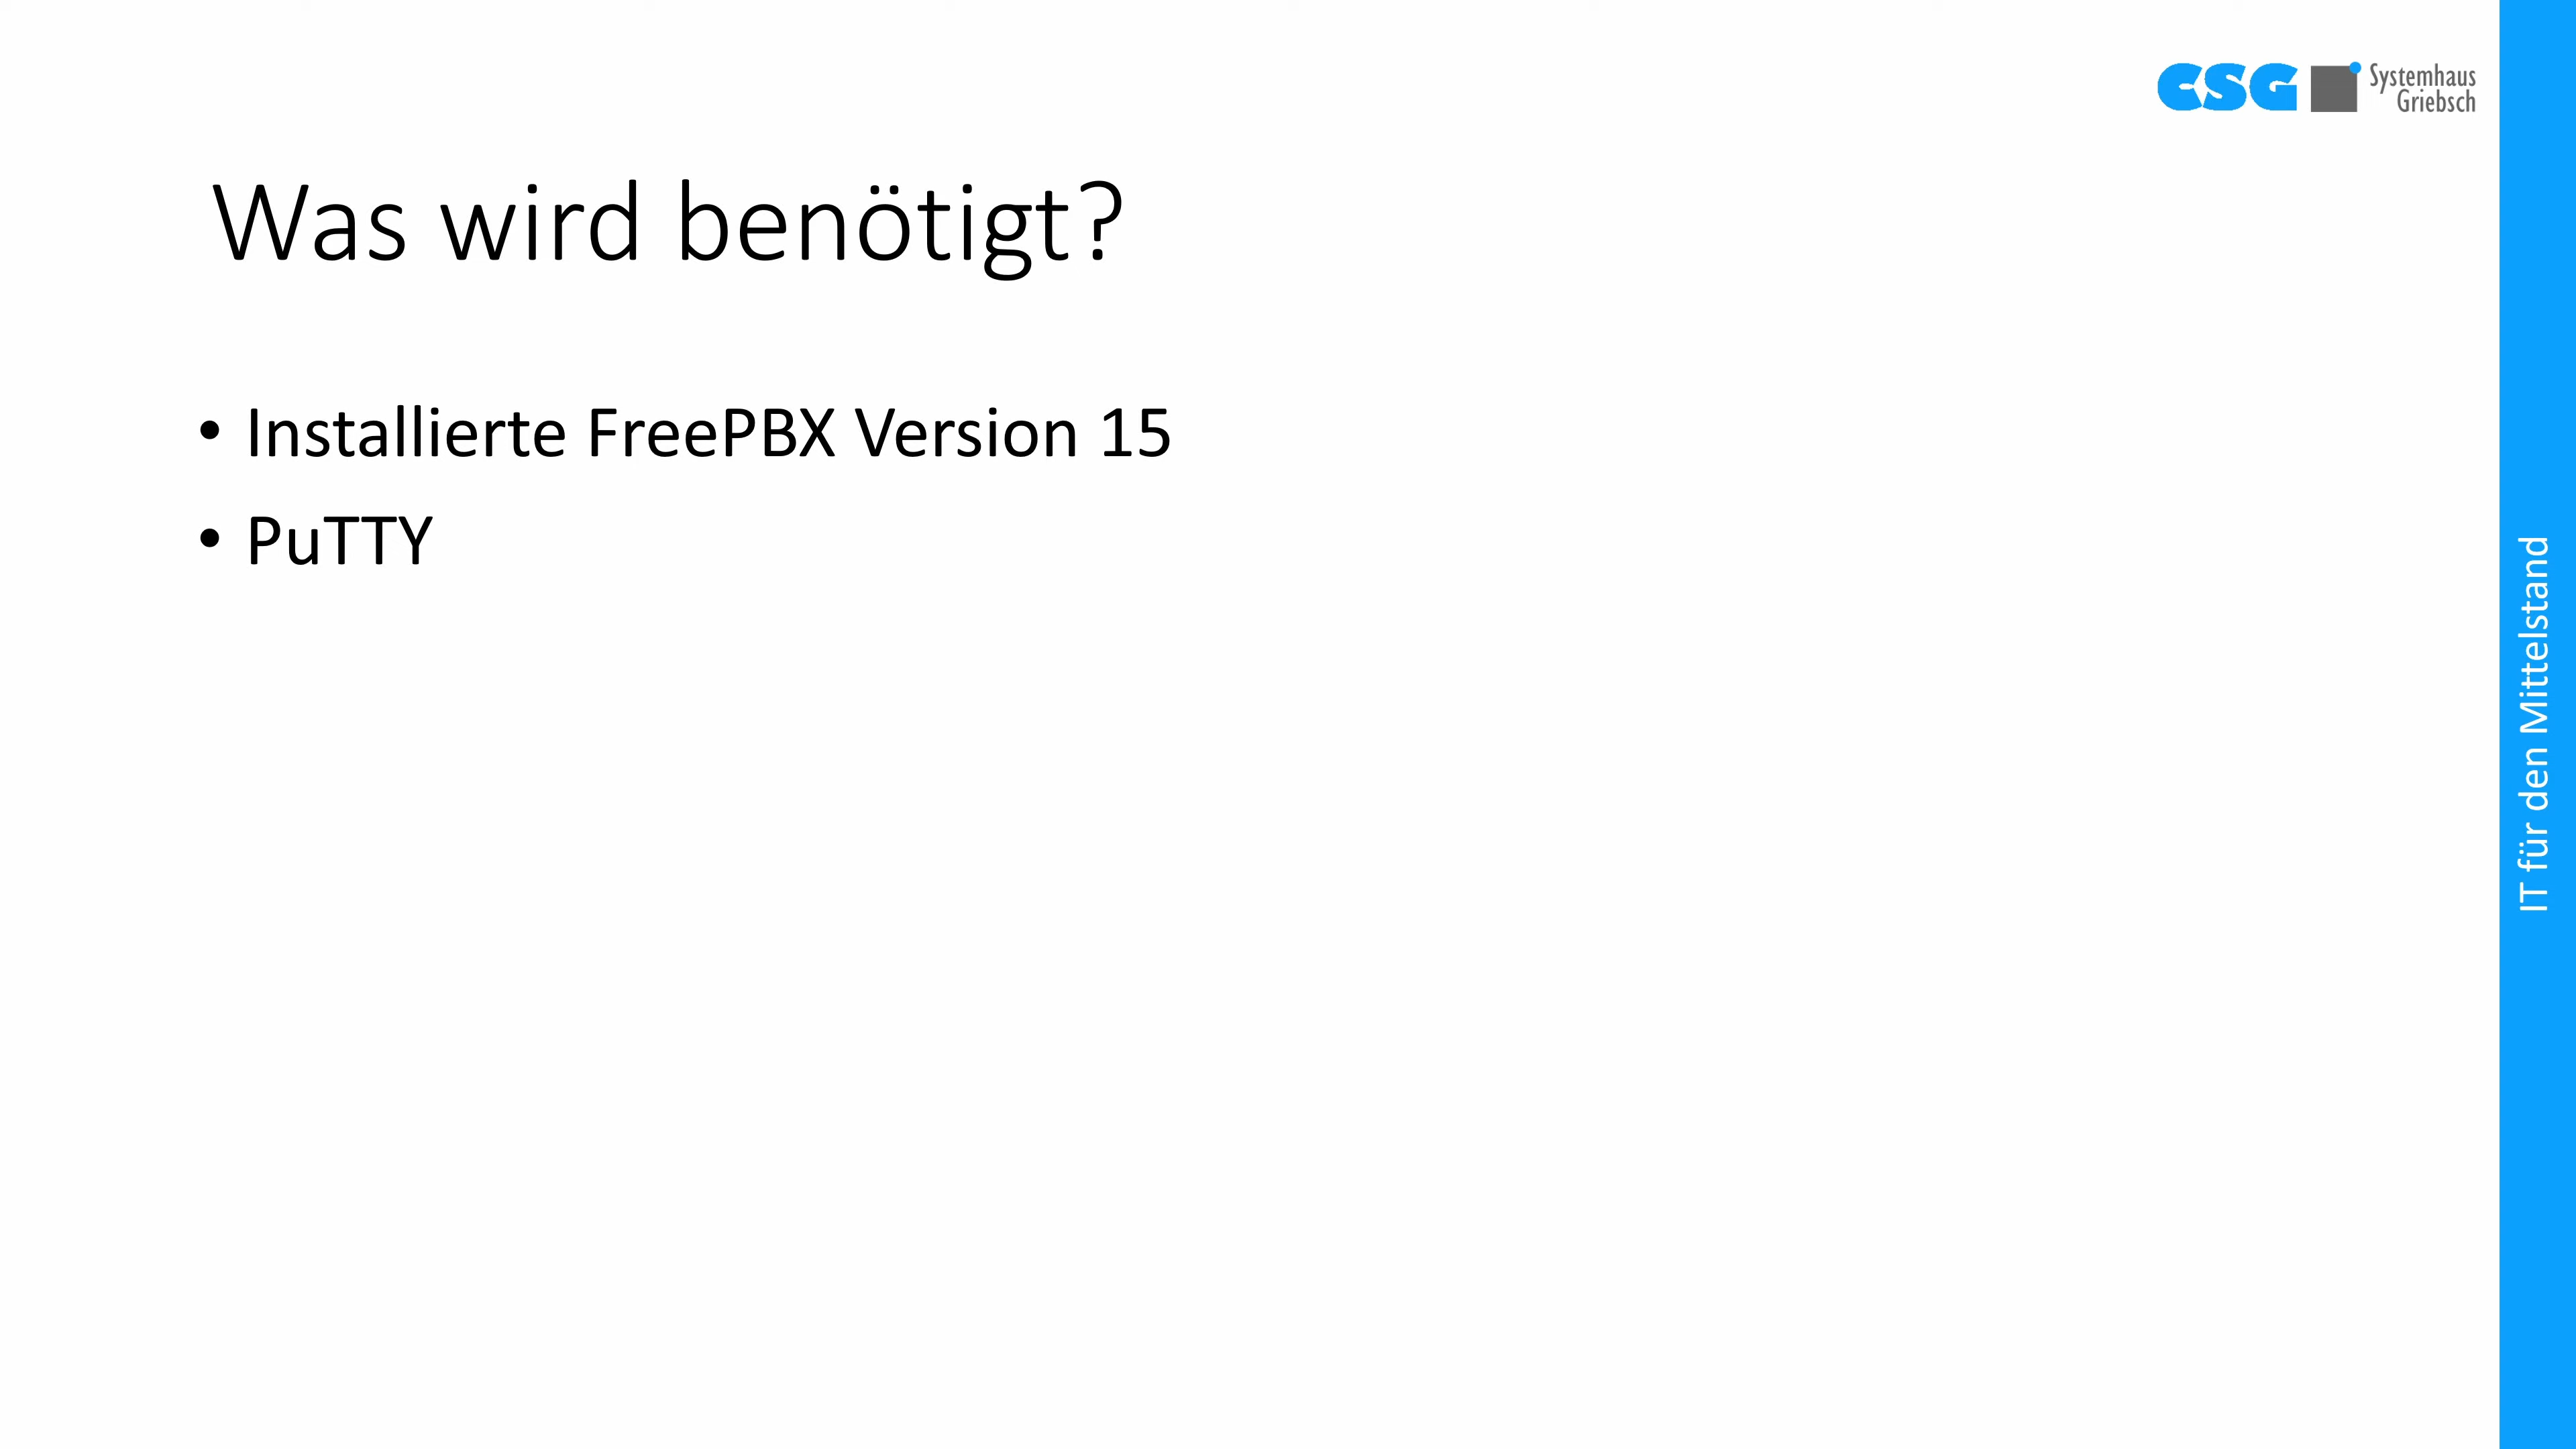 CSG Systemhaus
Griebsch
Was wird benötigt?
• Installierte FreePBX Version 15
• PuTTY
IT für den Mittelstand